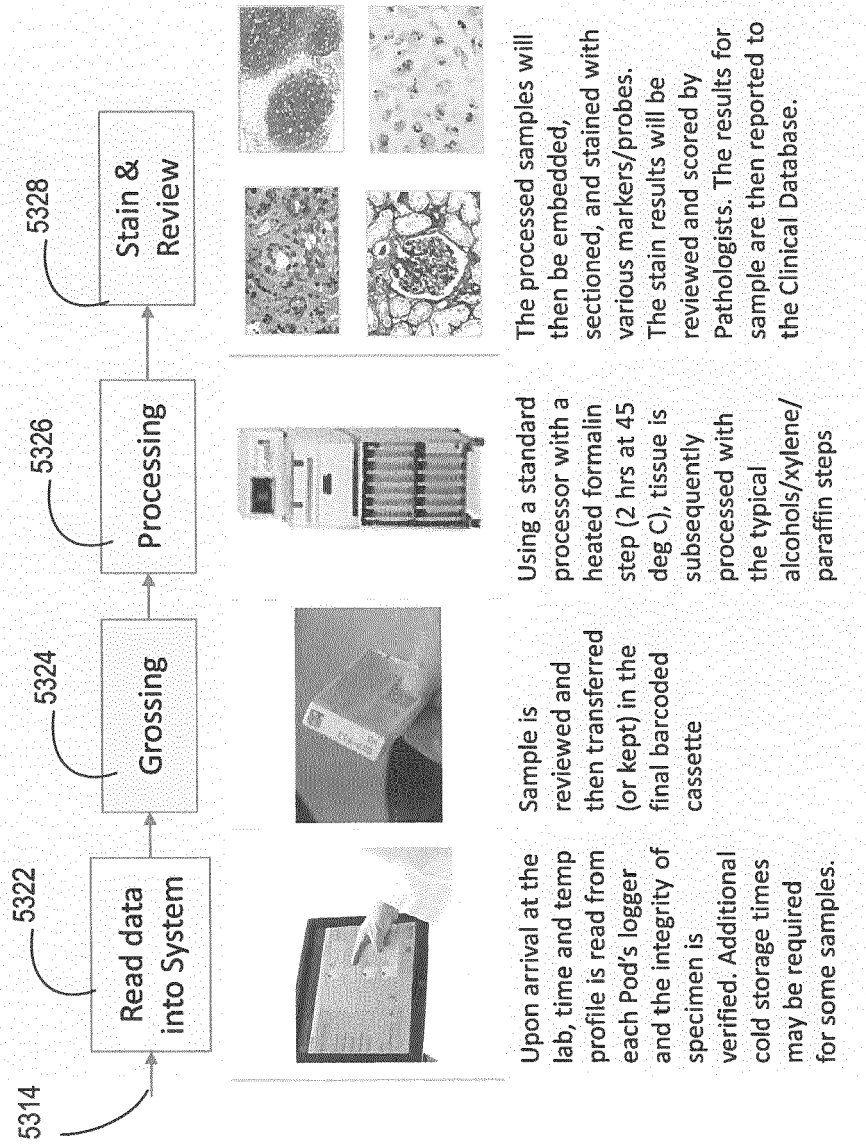 5314
5322
Read data
into System
5324
Grossing
5326
Processing
5328
Stain &
Review
Upon arrival at the
lab, time and temp
profile is read from
each Pod's logger
and the integrity of
specimen is
verified. Additional
cold storage times
may be required
for some samples.
Sample is
reviewed and
then transferred
(or kept) in the
final barcoded
cassette
Using a standard
processor with a
heated formalin
step (2 hrs at 45
deg C), tissue is
subsequently
processed with
the typical
alcohols/xylene/
paraffin steps
The processed samples will
then be embedded,
sectioned, and stained with
various markers/probes.
The stain results will be
reviewed and scored by
Pathologists. The results for
sample are then reported to
the Clinical Database.